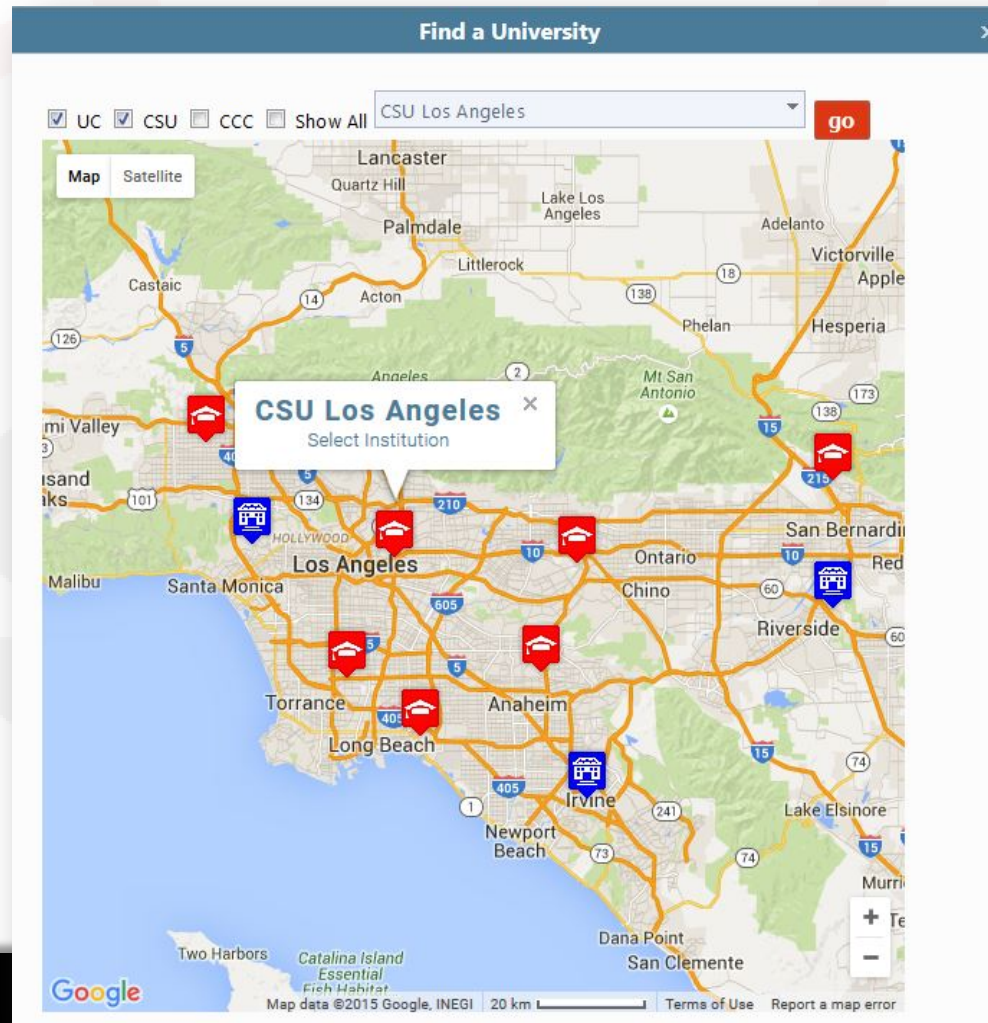 Find a University
UC CSU CCC Show All CSU Los Angeles go
Map Satellite
Lancaster
Quartz Hill
Lake Los
Angeles
Palmdale
Adelanto
Victorville
Littlerock
18
Apple
Castaic
138
14
Acton
Phelan
Hesperia
126
5
2
Angeles
Mt San
Antonio
173
138
15
CSU Los Angeles
Select Institution
mi Valley
215
usand
aks
101
5
134
210
HOLLYWOOD
San Bernardi
10
Ontario
10
Red
Los Angeles
Malibu
Santa Monica
Chino
60
605
Riverside
60
5
5
Torrance
Anaheim
405
Long Beach
15
74
405
Irvine
1
241
Lake Elsinore
Newport
Beach
73
74
15
Murri
Te
Dana Point
San Clemente
Two Harbors
Catalina Island
Essential
Fish Habitat...
Google
Map data ©2015 Google, INEGI 20 km Terms of Use Report a map error